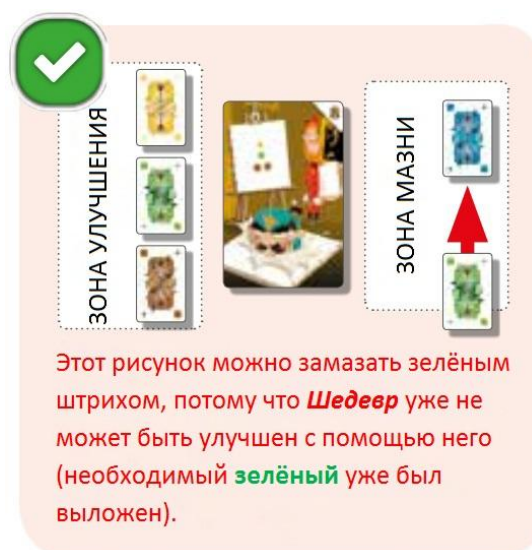 ЗОНА УЛУЧШЕНИЯ
ЗОНА МАЗНИ
Этот рисунок можно замазать зелёным
штрихом, потому что Шедевр уже не
может быть улучшен с помощью него
(необходимый зелёный уже был
выложен).